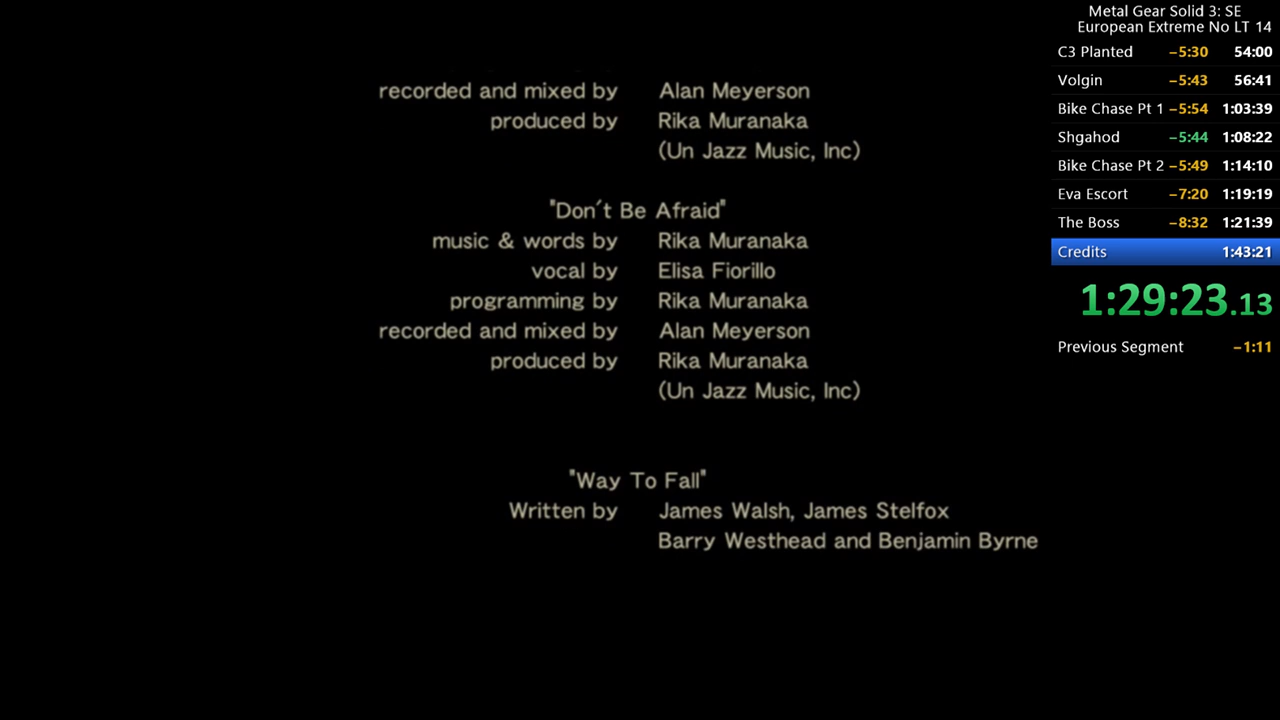 recorded and mixed by Alan Meyerson
produced by Rika Muranaka
(Un Jazz Music, Inc)
"Don't Be Afraid"
music & words by Rika Muranaka
vocal by Elisa Fiorillo
programming by Rika Muranaka
recorded and mixed by Alan Meyerson
produced by Rika Muranaka
(Un Jazz Music, Inc)
"Way To Fall"
Written by James Walsh, James Stelfox
Barry Westhead and Benjamin Byrne
Metal Gear Solid 3: SE
European Extreme No LT 14
C3 Planted −5:30 54:00
Volgin −5:43 56:41
Bike Chase Pt 1 −5:54 1:03:39
Shgahod −5:44 1:08:22
Bike Chase Pt 2 −5:49 1:14:10
Eva Escort −7:20 1:19:19
The Boss −8:32 1:21:39
Credits 1:43:21
1:29:23.13
Previous Segment −1:11